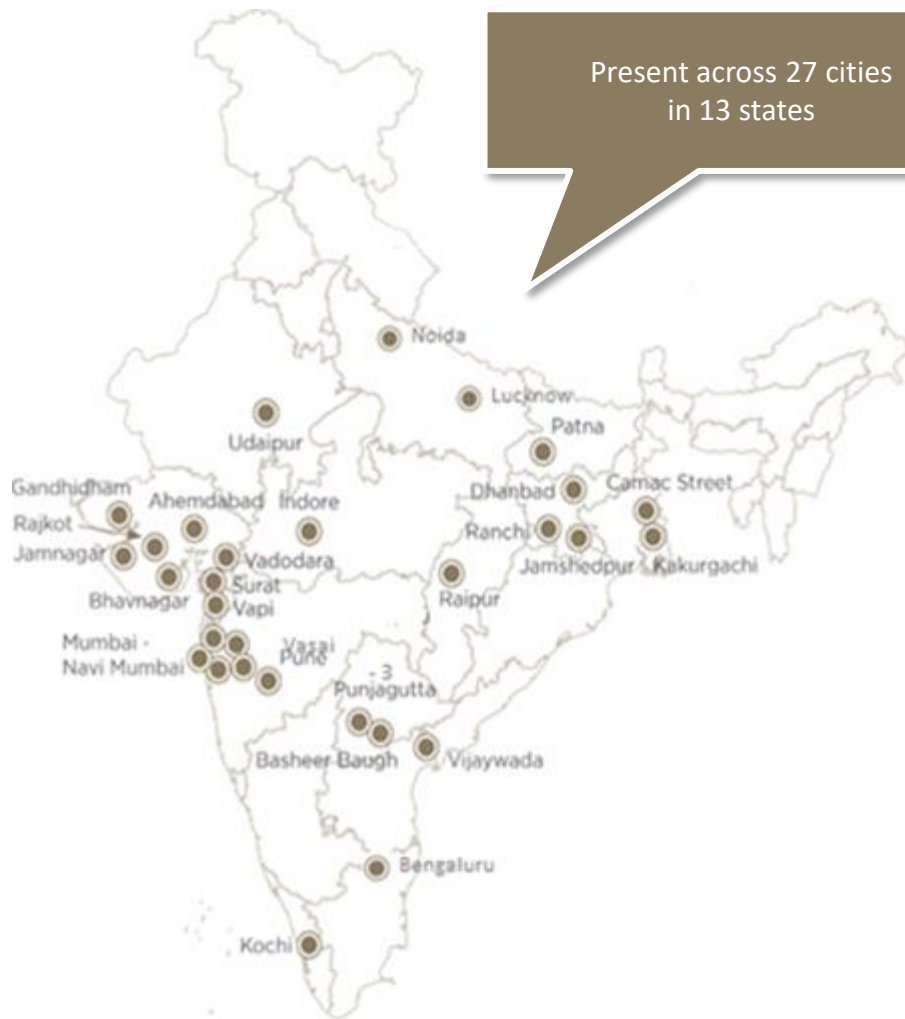 Present across 27 cities
in 13 states
Noida
Lucknow
Patna
Udaipur
Gandhidham
Ahemdabad
Indore
Dhanbad
Camac Street
Rajkot
Ranchi
Jamnagar
Vadodara
Jamshedpur
Kakurgachi
Surat
Raipur
Bhavnagar
Vapi
Mumbai -
Navi Mumbai
Vasai
Pune
- 3
Punjagutta
Basheer Baugh
Vijaywada
Bengaluru
Kochi